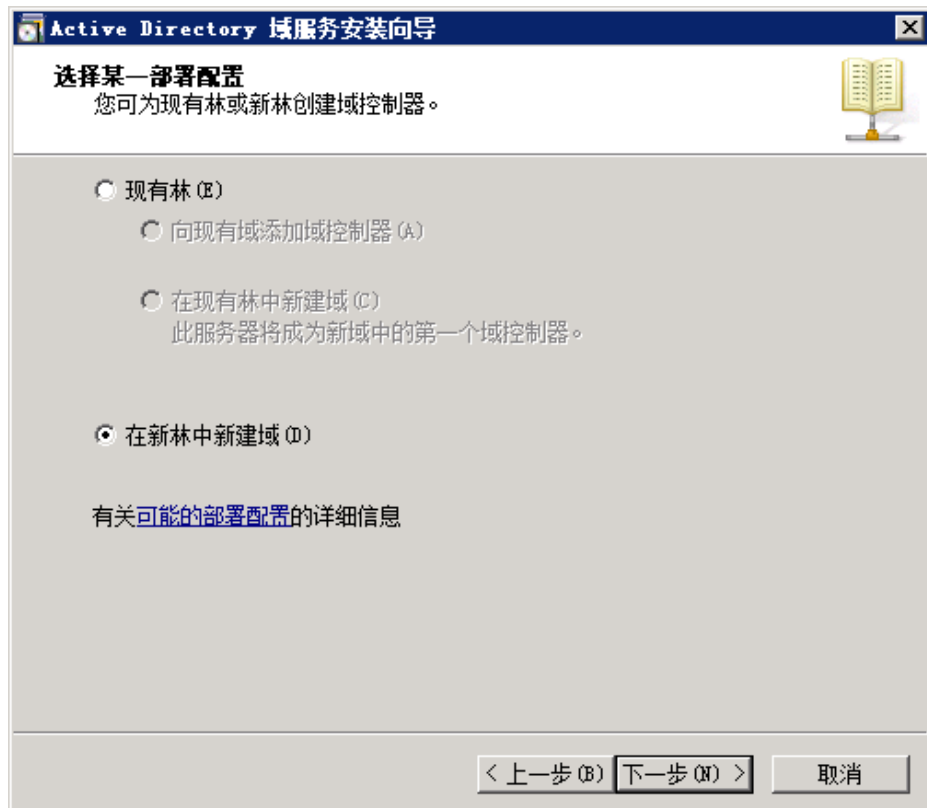 Active Directory 域服务安装向导
选择某一部署配置
您可为现有林或新林创建域控制器。
现有林(E)
向现有域添加域控制器(A)
在现有林中新建域(C)
此服务器将成为新域中的第一个域控制器。
在新林中新建域(D)
有关可能的部署配置的详细信息
< 上一步(B) 下一步(N) > 取消